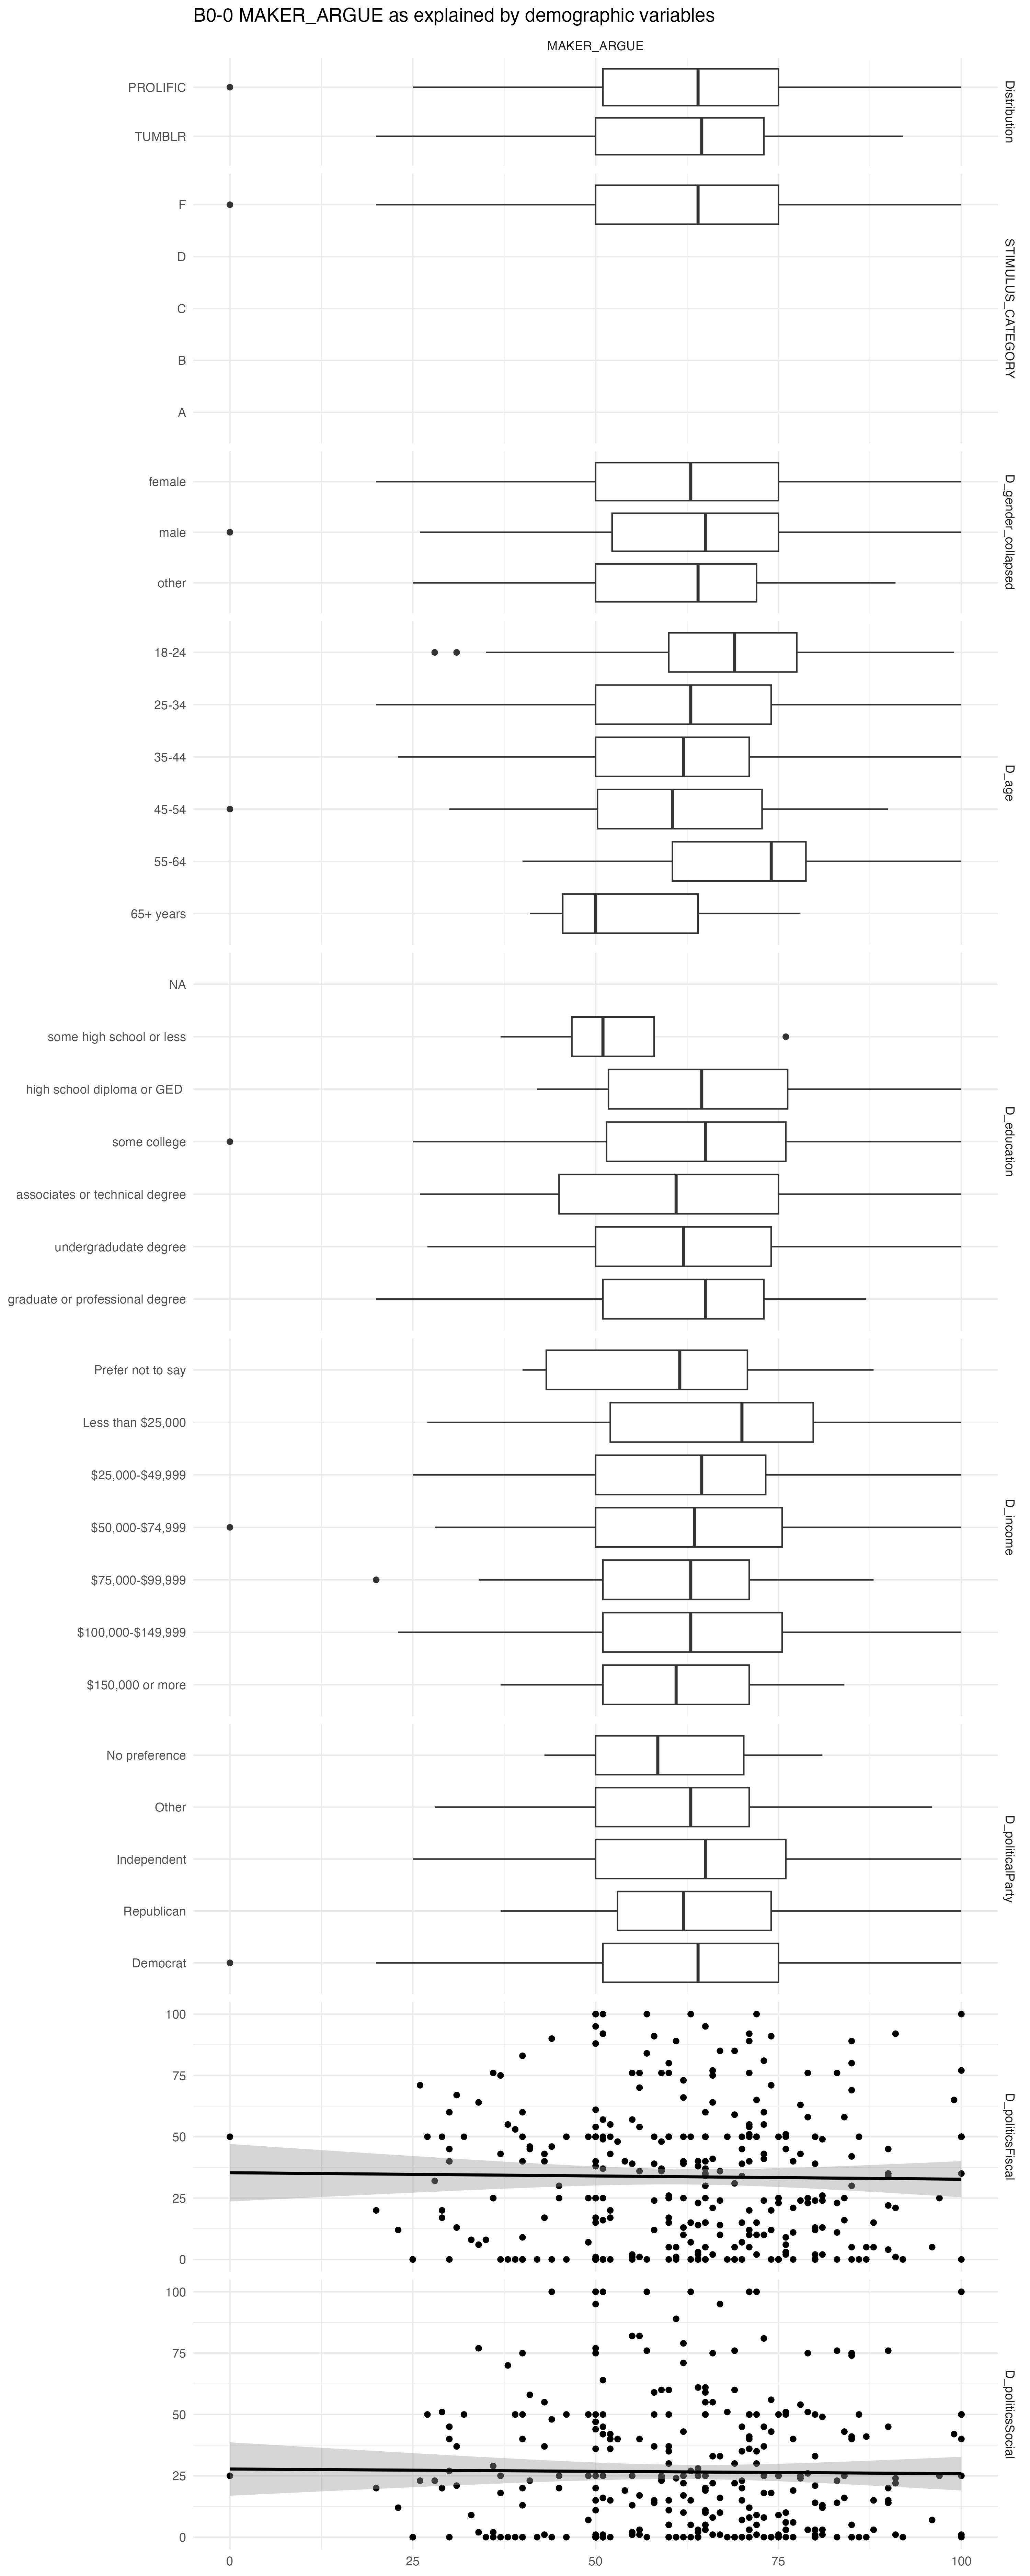 B0-0 MAKER_ARGUE as explained by demographic variables
MAKER_ARGUE
PROLIFIC
TUMBLR
Distribution
F
D
C
B
A
STIMULUS_CATEGORY
female
male
other
D_gender_collapsed
18-24
25-34
35-44
45-54
55-64
65+ years
D_age
NA
some high school or less
high school diploma or GED
some college
associates or technical degree
undergradudate degree
graduate or professional degree
D_education
Prefer not to say
Less than $25,000
$25,000-$49,999
$50,000-$74,999
$75,000-$99,999
$100,000-$149,999
$150,000 or more
D_income
No preference
Other
Independent
Republican
Democrat
D_politicalParty
100
75
50
25
0
D_politicsFiscal
100
75
50
25
0
D_politicsSocial
0 25 50 75 100